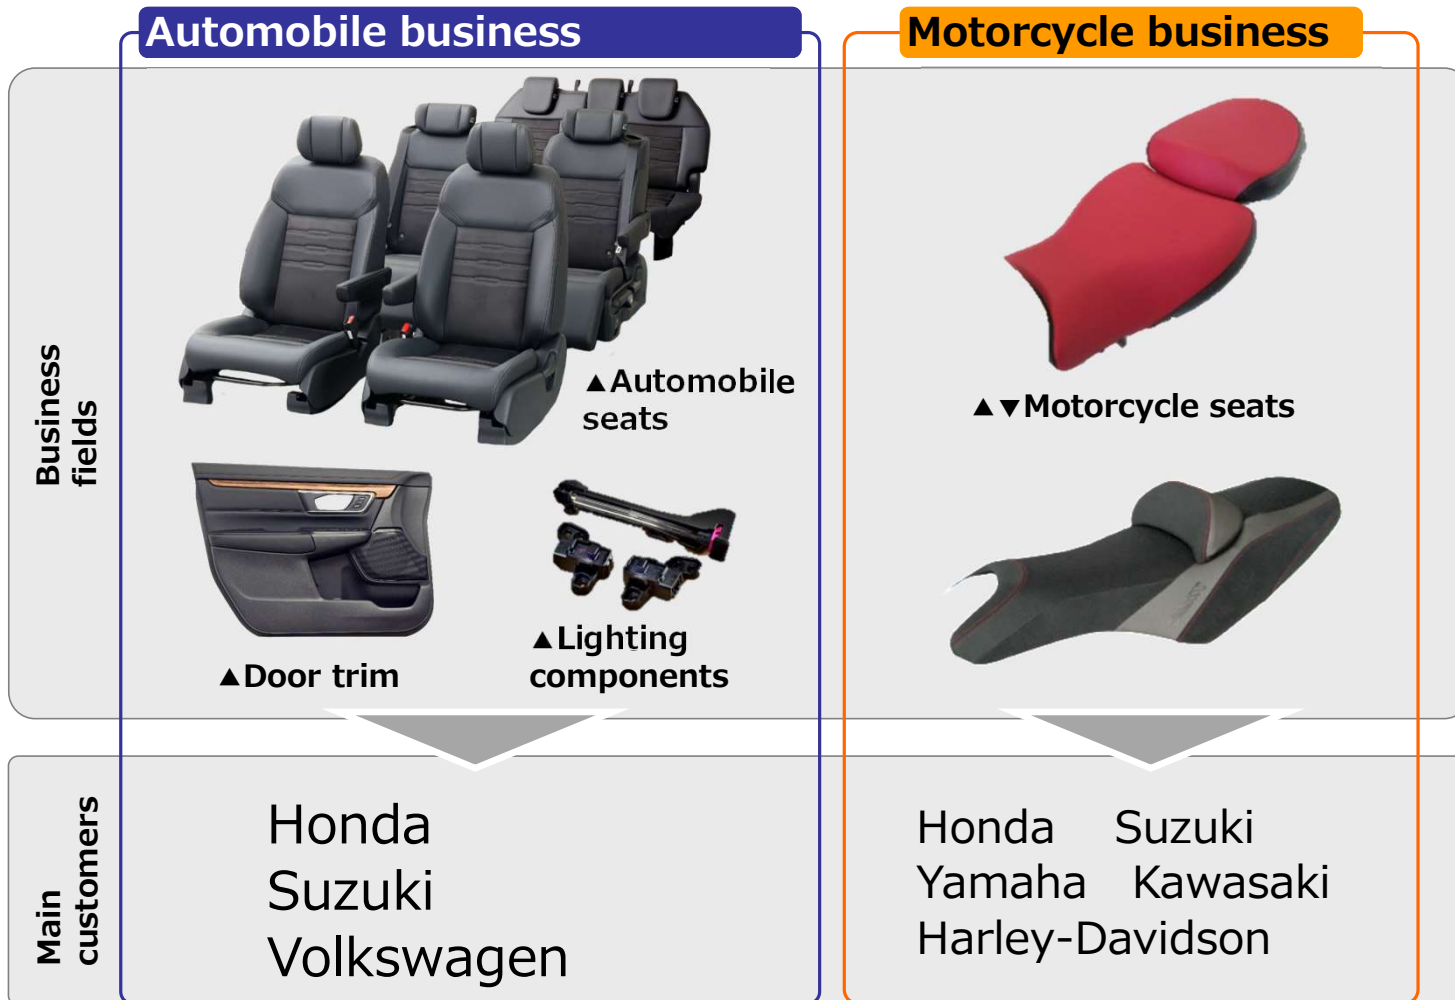 Automobile business
Motorcycle business
Business
fields
▲Automobile
seats
▲Door trim
▲Lighting
components
▲▼Motorcycle seats
Main
customers
Honda
Suzuki
Volkswagen
Honda Suzuki
Yamaha Kawasaki
Harley-Davidson